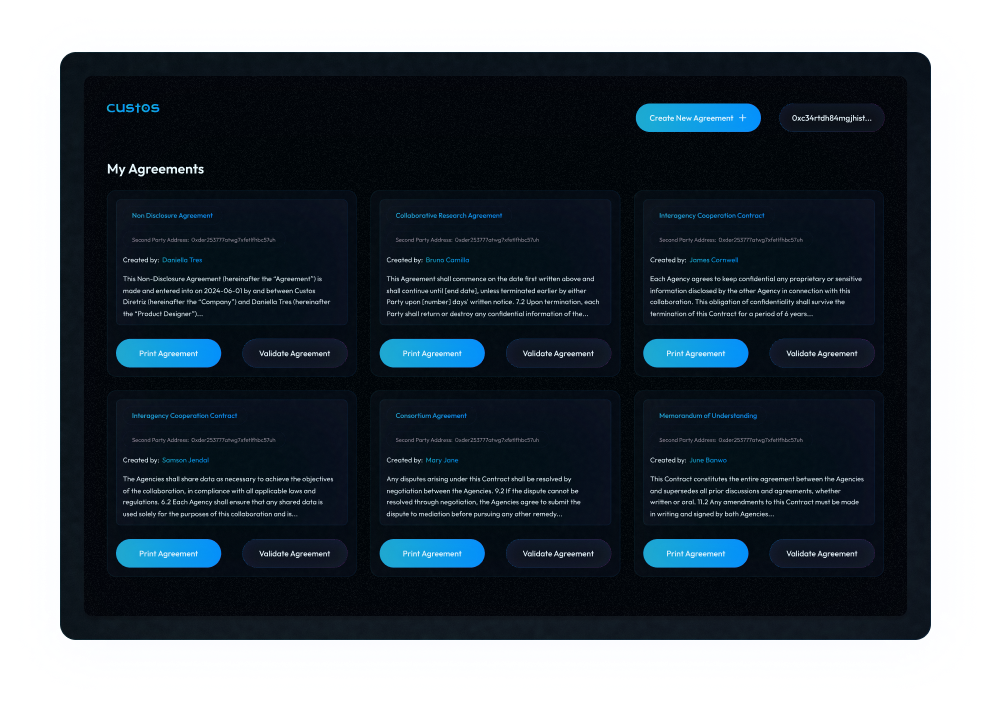 CUSTOS
Create New Agreement +
0xc34rtdh84mgjhist...
My Agreements
Non Disclosure Agreement
Second Party Address: 0xder253777atwg7xfetffhbc57uh
Created by: Daniella Tres
This Non-Disclosure Agreement (hereinafter the “Agreement”) is
made and entered into on 2024-06-01 by and between Custos
Diretriz (hereinafter the “Company”) and Daniella Tres (hereinafter
the “Product Designer”)...
Print Agreement
Validate Agreement
Collaborative Research Agreement
Second Party Address: 0xder253777atwg7xfetffhbc57uh
Created by: Bruno Camilla
This Agreement shall commence on the date first written above and
shall continue until [end date], unless terminated earlier by either
Party upon [number] days' written notice. 7.2 Upon termination, each
Party shall return or destroy any confidential information of the...
Print Agreement
Validate Agreement
Interagency Cooperation Contract
Second Party Address: 0xder253777atwg7xfetffhbc57uh
Created by: James Cornwell
Each Agency agrees to keep confidential any proprietary or sensitive
information disclosed by the other Agency in connection with this
collaboration. This obligation of confidentiality shall survive the
termination of this Contract for a period of 6 years...
Print Agreement
Validate Agreement
Interagency Cooperation Contract
Second Party Address: 0xder253777atwg7xfetffhbc57uh
Created by: Samson Jendal
The Agencies shall share data as necessary to achieve the objectives
of the collaboration, in compliance with all applicable laws and
regulations. 6.2 Each Agency shall ensure that any shared data is
used solely for the purposes of this collaboration and is...
Print Agreement
Validate Agreement
Consortium Agreement
Second Party Address: 0xder253777atwg7xfetffhbc57uh
Created by: Mary Jane
Any disputes arising under this Contract shall be resolved by
negotiation between the Agencies. 9.2 If the dispute cannot be
resolved through negotiation, the Agencies agree to submit the
dispute to mediation before pursuing any other remedy...
Print Agreement
Validate Agreement
Memorandum of Understanding
Second Party Address: 0xder253777atwg7xfetffhbc57uh
Created by: June Banwo
This Contract constitutes the entire agreement between the Agencies
and supersedes all prior discussions and agreements, whether
written or oral. 11.2 Any amendments to this Contract must be made
in writing and signed by both Agencies...
Print Agreement
Validate Agreement